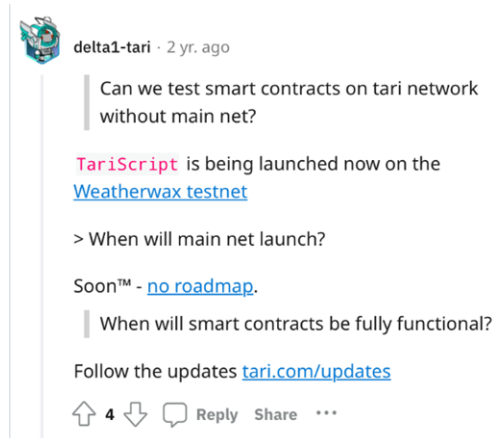 delta1-tari · 2 yr. ago
Can we test smart contracts on tari network
without main net?
TariScript is being launched now on the
Weatherwax testnet
> When will main net launch?
Soon™ - no roadmap.
When will smart contracts be fully functional?
Follow the updates tari.com/updates
4 Reply Share ···